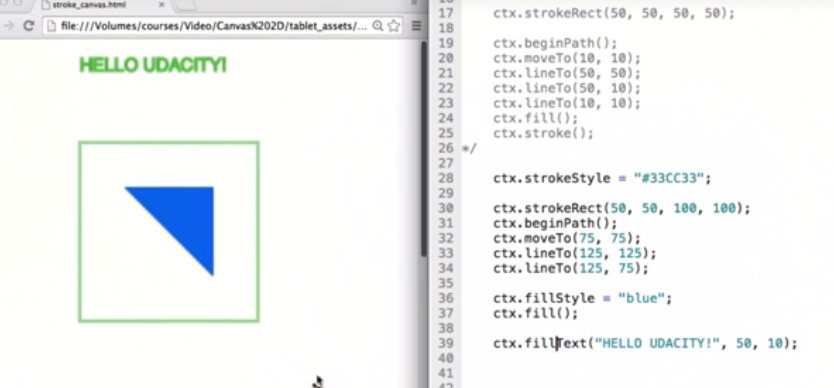 stroke_canvas.html
file:///Volumes/courses/Video/Canvas%202D/tablet_assets/...
HELLO UDACITY!
17 ctx.strokeRect(50, 50, 50, 50);
18
19 ctx.beginPath();
20 ctx.moveTo(10, 10);
21 ctx.lineTo(50, 50);
22 ctx.lineTo(50, 10);
23 ctx.lineTo(10, 10);
24 ctx.fill();
25 ctx.stroke();
26 */
27
28 ctx.strokeStyle = "#33CC33";
29
30 ctx.strokeRect(50, 50, 100, 100);
31 ctx.beginPath();
32 ctx.moveTo(75, 75);
33 ctx.lineTo(125, 125);
34 ctx.lineTo(125, 75);
35
36 ctx.fillStyle = "blue";
37 ctx.fill();
38
39 ctx.fillText("HELLO UDACITY!", 50, 10);
40
41